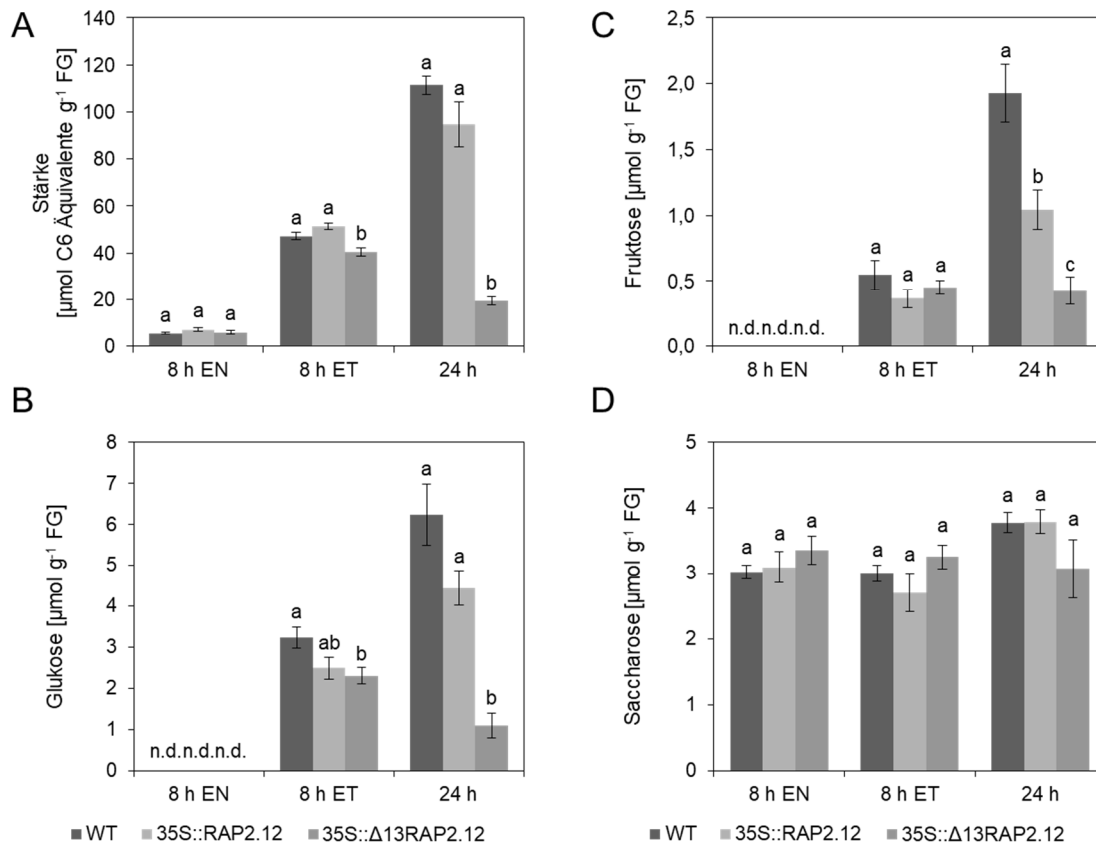 A
Stärke
[µmol C6 Äquivalente g⁻¹ FG]
140
120
100
80
60
40
20
0
a a a
a a b
a a b
8 h EN 8 h ET 24 h
C
Fruktose [µmol g⁻¹ FG]
2,5
2,0
1,5
1,0
0,5
0,0
n.d.n.d.n.d.
a a a
a b c
8 h EN 8 h ET 24 h
B
Glukose [µmol g⁻¹ FG]
8
7
6
5
4
3
2
1
0
n.d.n.d.n.d.
a ab b
a a b
8 h EN 8 h ET 24 h
D
Saccharose [µmol g⁻¹ FG]
5
4
3
2
1
0
a a a
a a a
a a a
8 h EN 8 h ET 24 h
WT 35S::RAP2.12 35S::Δ13RAP2.12
WT 35S::RAP2.12 35S::Δ13RAP2.12